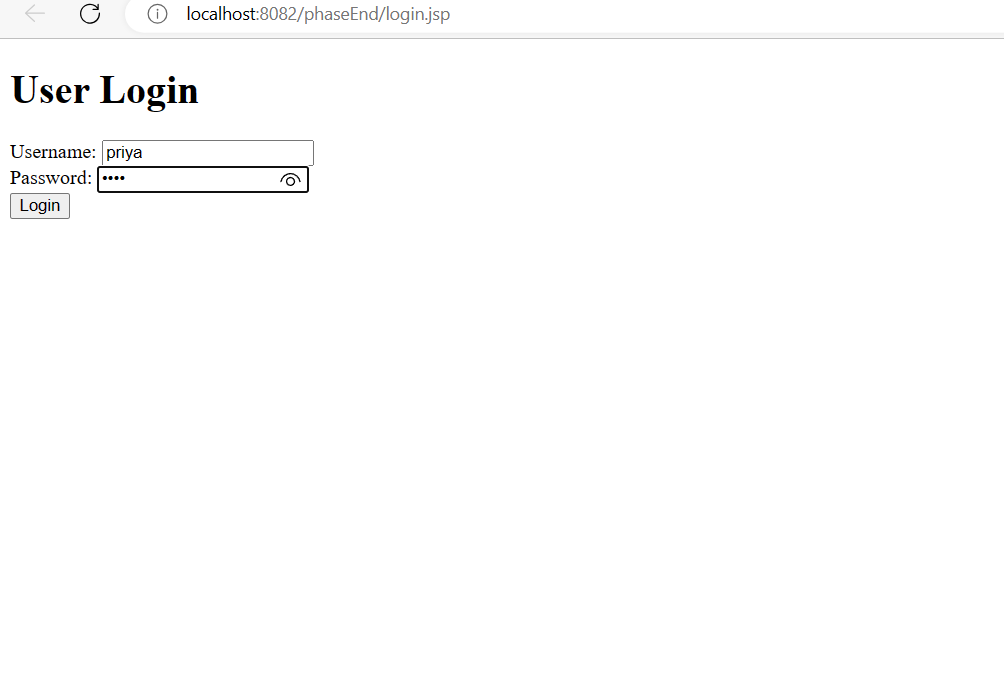 localhost:8082/phaseEnd/login.jsp
User Login
Username: priya
Password: ••••
Login